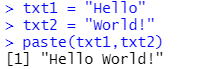 > txt1 = "Hello"
> txt2 = "World!"
> paste(txt1,txt2)
[1] "Hello World!"